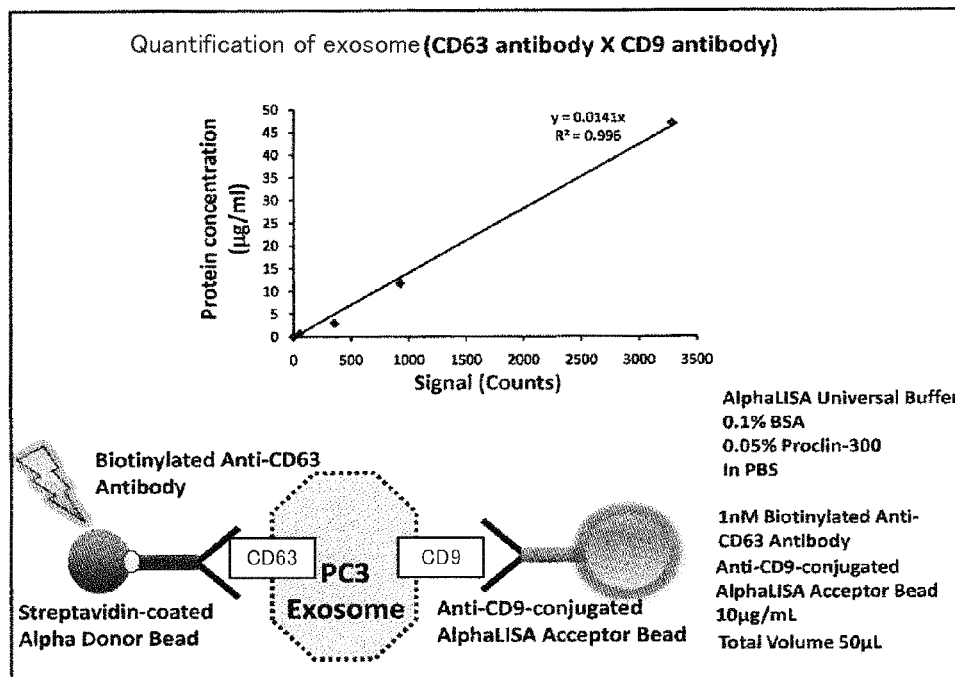 Quantification of exosome (CD63 antibody X CD9 antibody)
y = 0.0141x
R² = 0.996
Protein concentration
(µg/ml)
50
45
40
35
30
25
20
15
10
5
0
0 500 1000 1500 2000 2500 3000 3500
Signal (Counts)
AlphaLISA Universal Buffer
0.1% BSA
0.05% Proclin-300
In PBS
Biotinylated Anti-CD63
Antibody
CD63
CD9
PC3
Exosome
Streptavidin-coated
Alpha Donor Bead
Anti-CD9-conjugated
AlphaLISA Acceptor Bead
1nM Biotinylated Anti-
CD63 Antibody
Anti-CD9-conjugated
AlphaLISA Acceptor Bead
10µg/mL
Total Volume 50µL